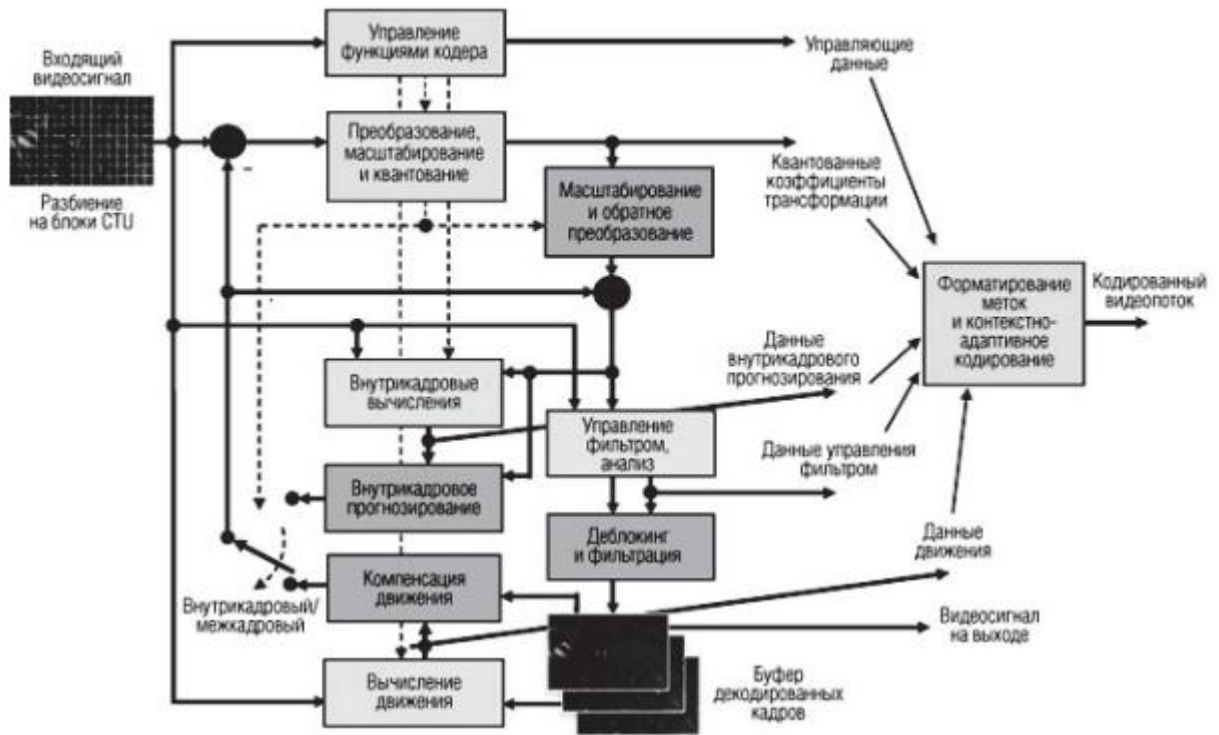 Управление
функциями кодера
Управляющие
данные
Входящий
видеосигнал
Преобразование,
масштабирование
и квантование
Квантованные
коэффициенты
трансформации
Разбиение
на блоки CTU
Масштабирование
и обратное
преобразование
Форматирование
меток
и контекстно-
адаптивное
кодирование
Кодированный
видеопоток
Данные
внутрикадрового
прогнозирования
Внутрикадровые
вычисления
Управление
фильтром,
анализ
Данные управления
фильтром
Внутрикадровое
прогнозирование
Деблокинг
и фильтрация
Данные
движения
Компенсация
движения
Внутрикадровый/
межкадровый
Видеосигнал
на выходе
Вычисление
движения
Буфер
декодированных
кадров